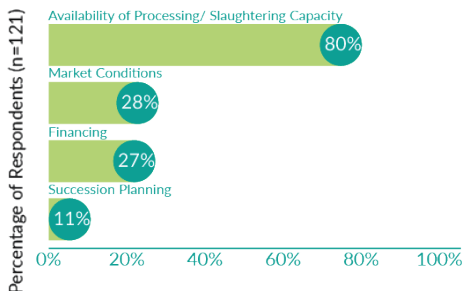 Percentage of Respondents (n=121)
Availability of Processing/ Slaughtering Capacity
80%
Market Conditions
28%
Financing
27%
Succession Planning
11%
0% 20% 40% 60% 80% 100%